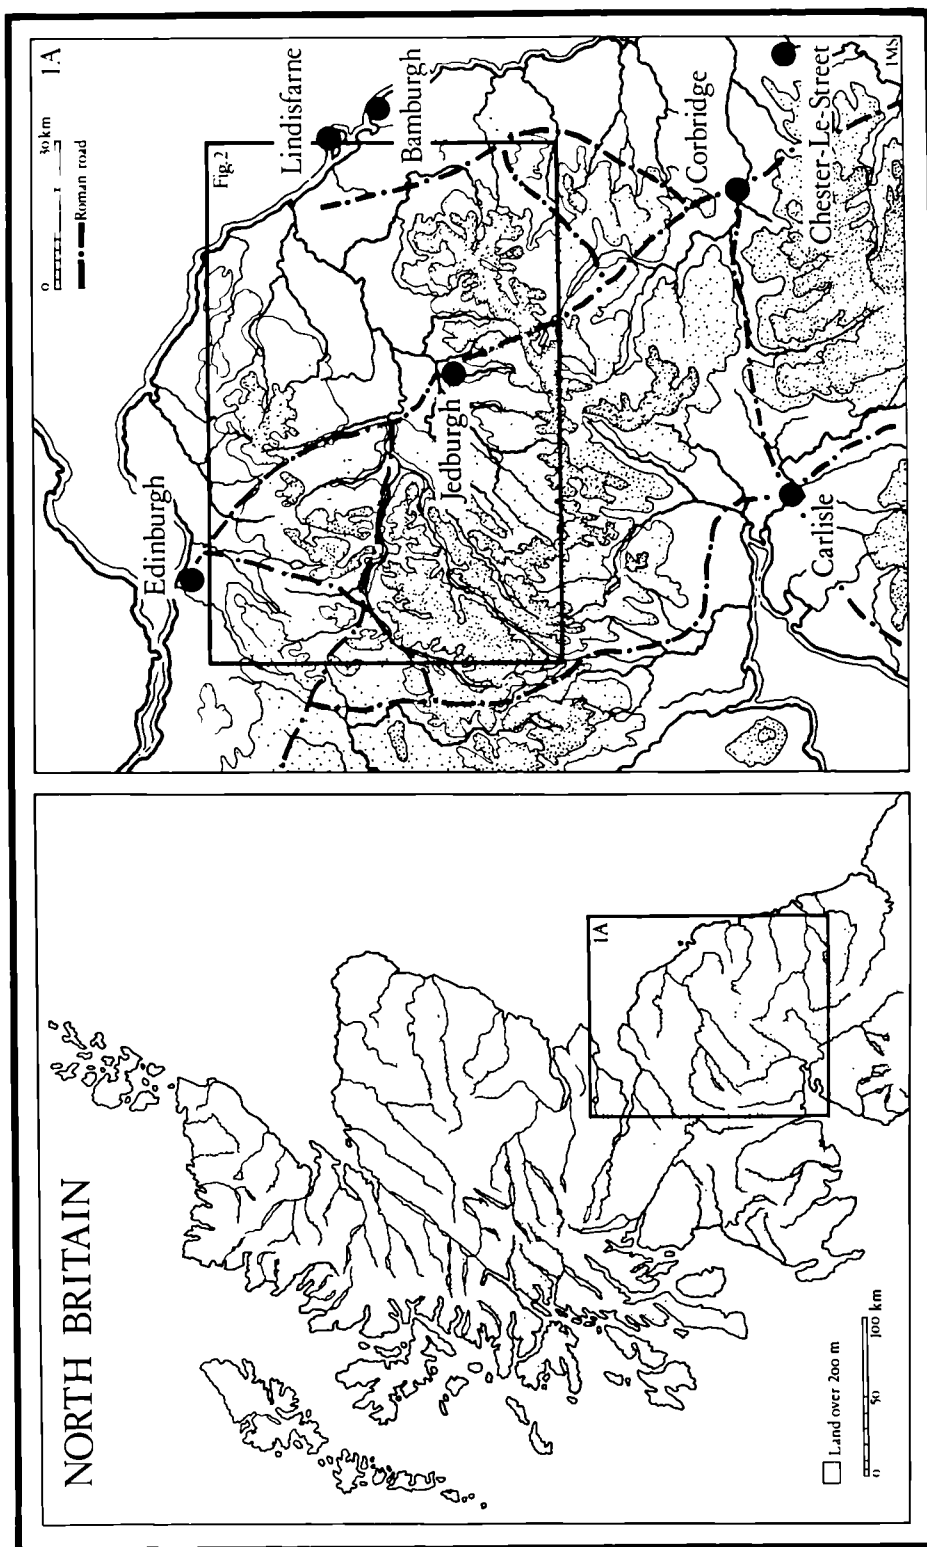 NORTH BRITAIN
1A
Land over 200 m
0 50 100 km
1A
0 30 km
Roman road
Fig.2
Edinburgh
Lindisfarne
Bamburgh
Jedburgh
Corbridge
Carlisle
Chester-Le-Street
IMS